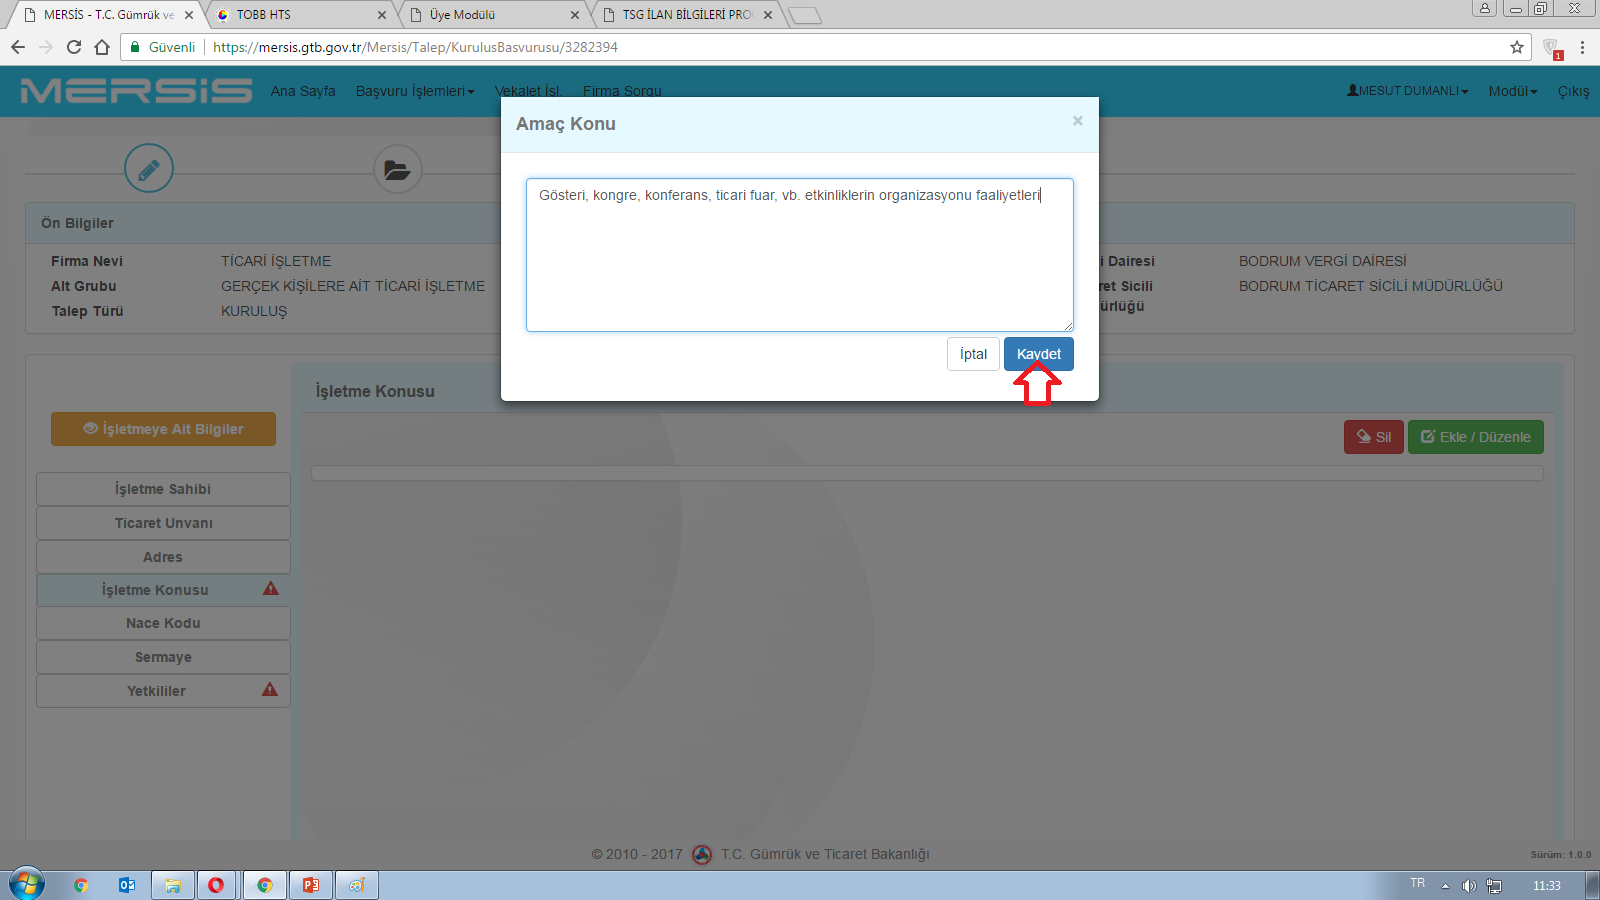 MERSİS - T.C. Gümrük ve
TOBB HTS
Üye Modülü
TSG İLAN BİLGİLERİ PRO
Güvenli
https://mersis.gtb.gov.tr/Mersis/Talep/KurulusBasvurusu/3282394
1
MERSiS
Ana Sayfa
Başvuru İşlemleri
Vekalet İşl.
Firma Sorgu
MESUT DUMANLI
Modül
Çıkış
Amaç Konu
×
Gösteri, kongre, konferans, ticari fuar, vb. etkinliklerin organizasyonu faaliyetleri
İptal
Kaydet
Ön Bilgiler
Firma Nevi
TİCARİ İŞLETME
i Dairesi
BODRUM VERGİ DAİRESİ
Alt Grubu
GERÇEK KİŞİLERE AİT TİCARİ İŞLETME
ret Sicili
ürlüğü
BODRUM TİCARET SİCİLİ MÜDÜRLÜĞÜ
Talep Türü
KURULUŞ
İşletmeye Ait Bilgiler
İşletme Sahibi
Ticaret Unvanı
Adres
İşletme Konusu
Nace Kodu
Sermaye
Yetkililer
İşletme Konusu
Sil
Ekle / Düzenle
© 2010 - 2017
T.C. Gümrük ve Ticaret Bakanlığı
Sürüm: 1.0.0
TR
11:33